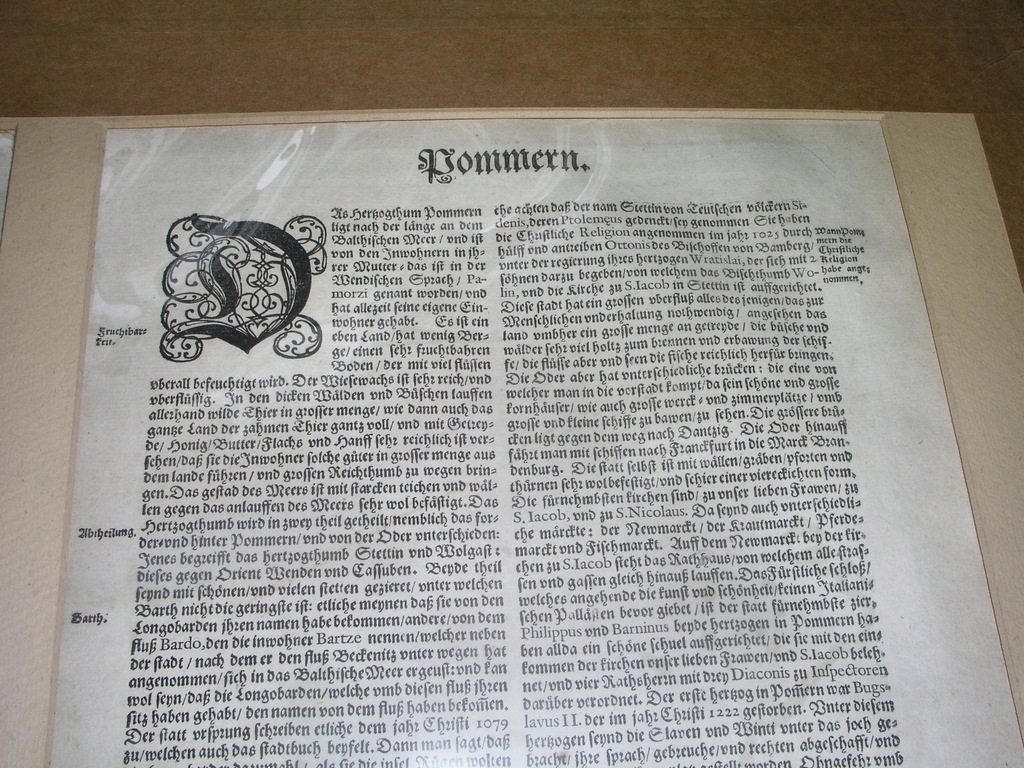 Pommern.
DAs Hertzogthum Pommern
ligt nach der länge an dem
Balthischen Meer / vnd ist
von den Jnwohnern in jh-
rer Mutter- das ist in der
Wendischen Sprach / Pa-
morzi genant worden/vnd
hat allezeit seine eigene Ein-
wohner gehabt. Es ist ein
eben Land/hat wenig Ber-
ge/ einen sehr fruchtbahren
Boden / der mit viel flüssen
vberall befeuchtigt wird. Der Wiesewachs ist sehr reich/vnd
vberflüssig. Jn den dicken Wälden vnd Büschen lauffen
allerhand wilde Thier in grosser menge/ wie dann auch das
gantze Land der zahmen Thier gantz voll/ vnd mit Getrey-
de/ Honig/Butter/Flachs vnd Hanff sehr reichlich ist ver-
sehen/daß sie die Jnwohner solche güter in grosser menge aus
dem lande führen / vnd grossen Reichthumb zu wegen brin-
gen. Das gestad des Meers ist mit starcken teichen vnd wäl-
len gegen das anlauffen des Meers sehr wol befästigt. Das
Hertzogthumb wird in zwey theil getheilt/nemblich das for-
der-vnd hinter Pommern/vnd von der Oder vnterschieden:
Jenes begreifft das hertzogthumb Stettin vnd Wolgast:
dieses gegen Orient Wenden vnd Cassuben. Beyde theil
seynd mit schönen/vnd vielen stetten gezieret/ vnter welchen
Barth nicht die geringste ist: etliche meynen daß sie von den
Longobarden jhren namen habe bekommen/andere/von dem
fluß Bardo,den die inwohner Bartze nennen/welcher neben
der stadt / nach dem er den fluß Beckenitz vnter wegen hat
angenommen/sich in das Balthische Meer ergeust:vnd kan
wol seyn/daß die Longobarden/welche vmb diesen fluß jhren
sitz haben gehabt/ den namen von dem fluß haben bekom̃en.
Der statt vrsprung schreiben etliche dem jahr Christi 1079
zu/welchen auch das stadtbuch beyfelt. Dann man sagt/daß
als sie die insel Rügen wolten
Fruchtbar-
keit.
Abtheilung.
Barth.
che achten daß der nam Stettin von Teutschen völckern Si-
denis,deren Ptolemęus gedenckt/sey genommen Sie haben
die Christliche Religion angenommen im jahr 1025 durch
hülff vnd antreiben Ottonis des Bischoffen von Bamberg/
vnter der regierung ihres hertzogen Wratislai, der sich mit 2
söhnen darzu begeben/von welchem das Bischthumb Wo-
lin, vnd die Kirche zu S.Iacob in Stettin ist auffgerichtet.
Diese stadt hat ein grossen vberfluß alles des jenigen/das zur
Menschlichen vnderhalung nothwendig/ angesehen das
land vmbher ein grosse menge an getreyde / die büsche vnd
wälder sehr viel holtz zum brennen vnd erbawung der schif-
fe/ die flüsse aber vnd seen die fische reichlich herfür bringen.
Die Oder aber hat vnterschiedliche brücken: die eine von
welcher man in die vorstadt kompt/da sein schöne vnd grosse
kornhäuser/ wie auch grosse werck- vnd zimmerplätze / vmb
grosse vnd kleine schiffe zu bawen/zu sehen. Die grössere brü-
cken ligt gegen dem weg nach Dantzig. Die Oder hinauff
fährt man mit schiffen nach Franckfurt in die Marck Bran-
denburg. Die statt selbst ist mit wällen/gräben/pforten vnd
thürnen sehr wol befestigt/vnd schier einer viereckichten form.
Die fürnehmbsten kirchen sind/ zu vnser lieben Frawen/ zu
S. Iacob, vnd zu S.Nicolaus. Da seynd auch vnterschiedli-
che märckte: der Newmarckt / der Krautmarckt / Pferde-
marckt vnd Fischmarckt. Auff dem Newmarckt bey der kir-
chen zu S.Iacob steht das Rathhaus/von welchem alle stras-
sen vnd gassen gleich hinauß lauffen. Das Fürstliche schloß/
welches angehende die kunst vnd schönheit/keinen Jtaliani-
schen Pallästen bevor giebet / ist der statt fürnehmbste zier.
Philippus vnd Barninus beyde hertzogen in Pommern ha-
ben allda ein schöne schuel auffgerichtet/ die sie mit den eins
kommen der kirchen vnser lieben Frawen/vnd S.Iacob beleh-
net/vnd vier Rathsherrn mit drey Diaconis zu Inspectoren
darüber verordnet. Der erste hertzog in Pom̃ern war Bugs-
lavus II. der im jahr Christi 1222 gestorben. Vnter diesem
hertzogen seynd die Slaven vnd Winti vnter das joch ge-
bracht/ jhre sprach/ gebreuche/vnd rechten abgeschafft/vnd
gestellt worden. Ohngefehr vmb
Wann Pom-
mern die
Christliche
Religion
habe ange-
nommen.